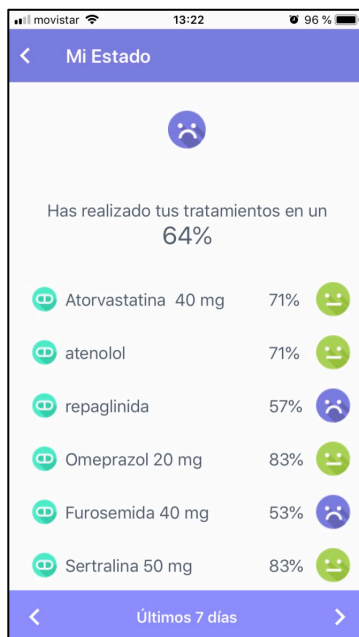 movistar 13:22 96 %
Mi Estado
Has realizado tus tratamientos en un
64%
Atorvastatina 40 mg 71%
atenolol 71%
repaglinida 57%
Omeprazol 20 mg 83%
Furosemida 40 mg 53%
Sertralina 50 mg 83%
Últimos 7 días